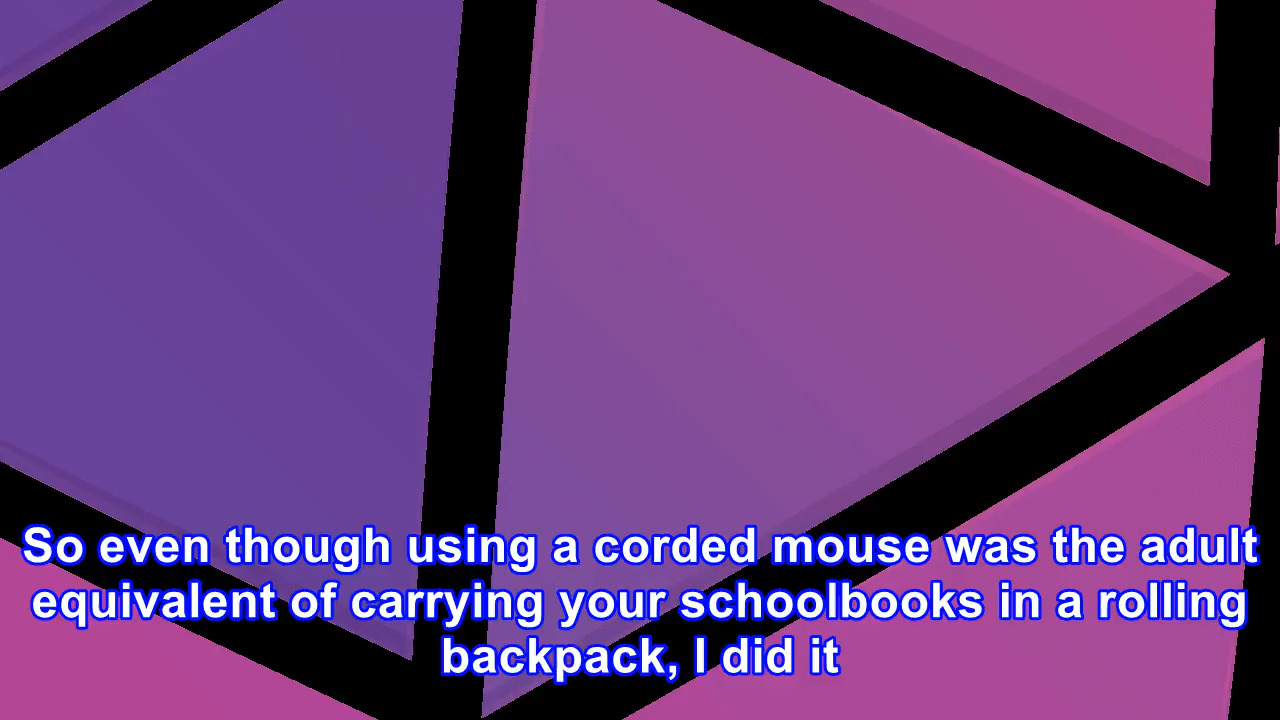 So even though using a corded mouse was the adult
equivalent of carrying your schoolbooks in a rolling
backpack, I did it